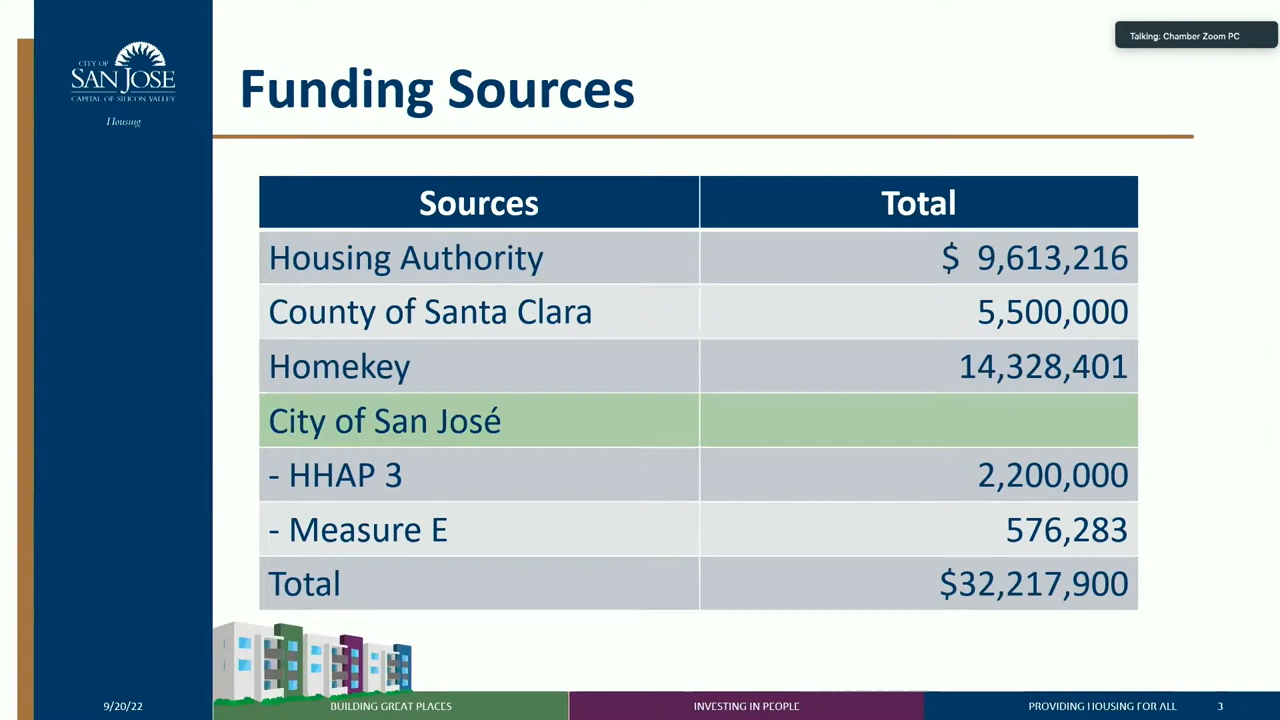 Talking: Chamber Zoom PC
CITY OF
SAN JOSE
CAPITAL OF SILICON VALLEY
Housing
Funding Sources
Sources Total
Housing Authority $ 9,613,216
County of Santa Clara 5,500,000
Homekey 14,328,401
City of San José
- HHAP 3 2,200,000
- Measure E 576,283
Total $32,217,900
9/20/22 BUILDING GREAT PLACES INVESTING IN PEOPLE PROVIDING HOUSING FOR ALL 3